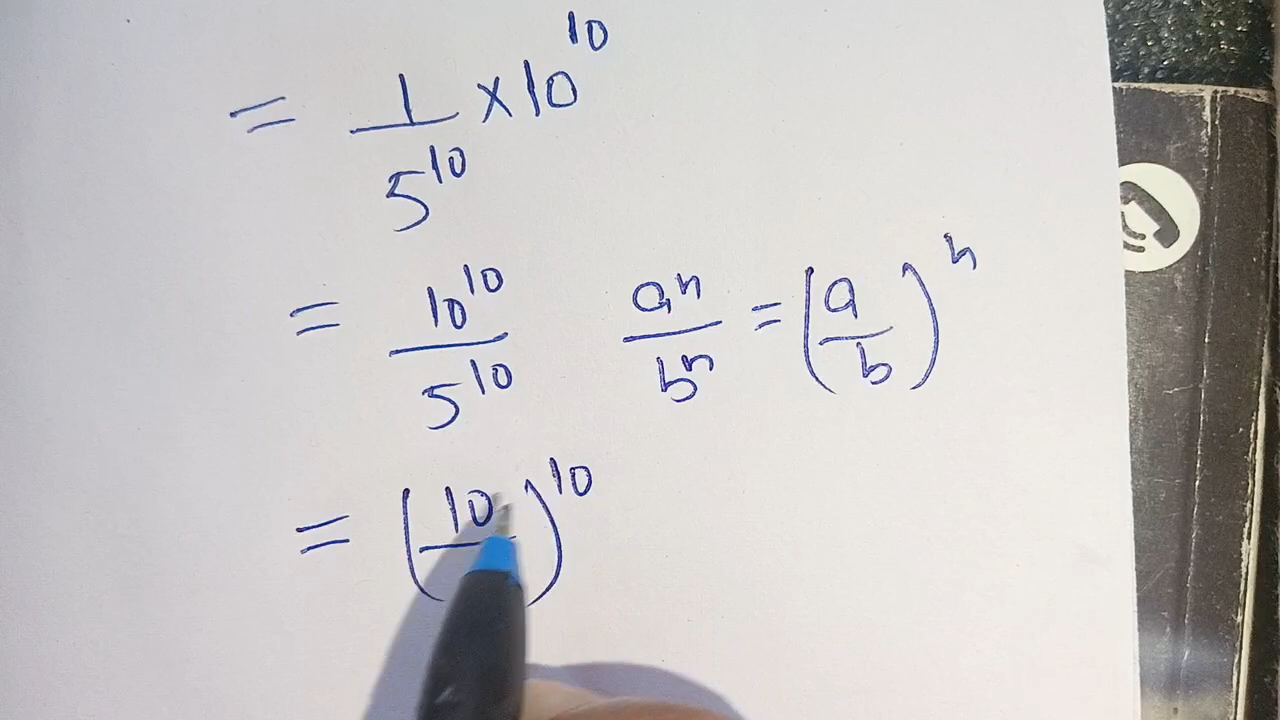 = 1/5^10 × 10^10
= 10^10/5^10   a^n/b^n = (a/b)^n
= (10/ )^10